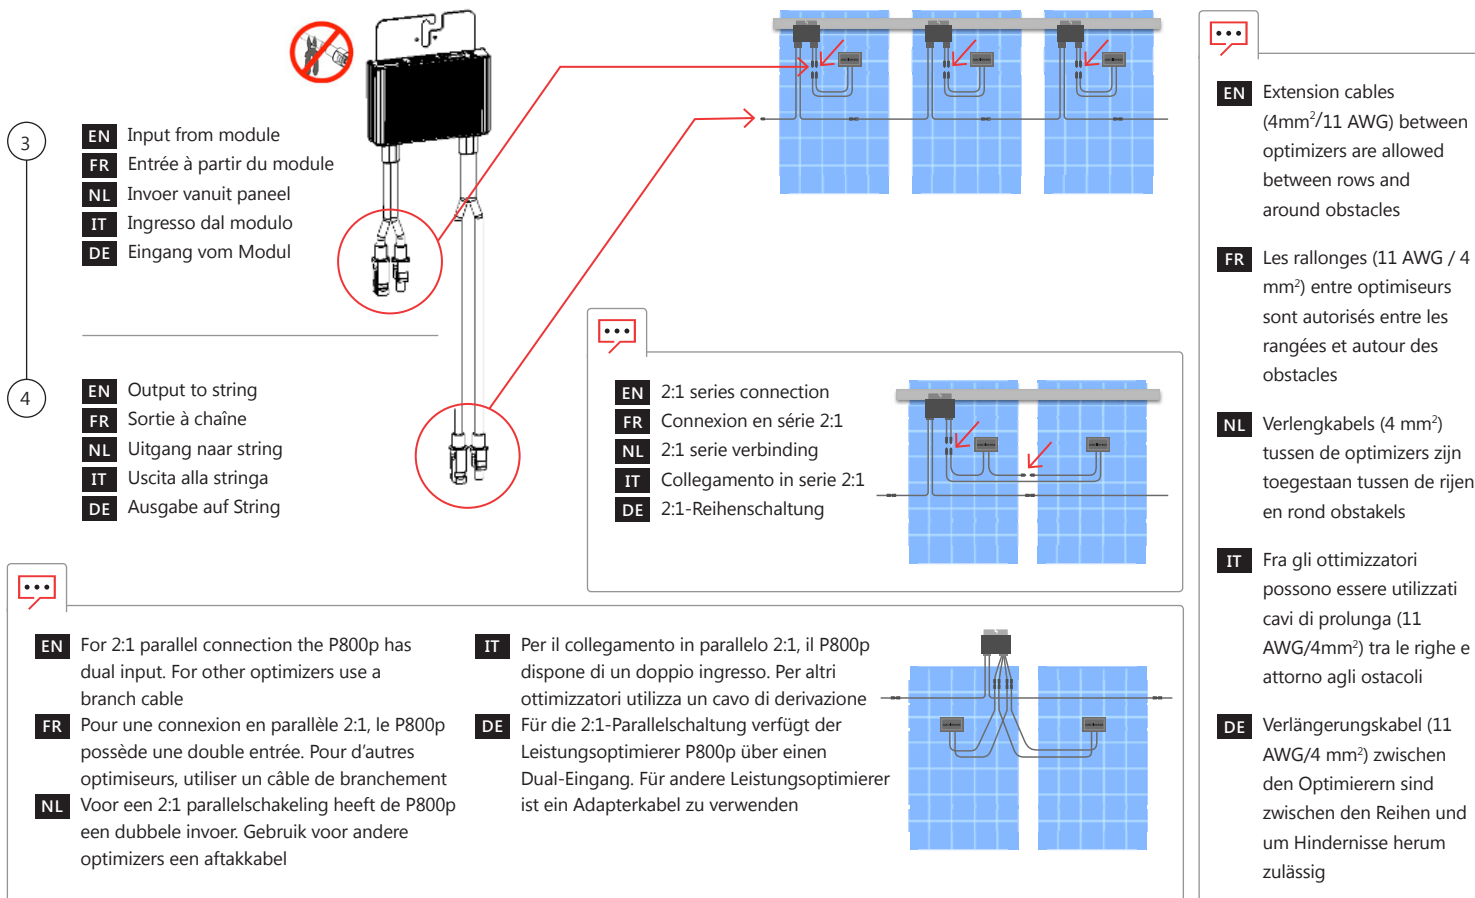 3
EN Input from module
FR Entrée à partir du module
NL Invoer vanuit paneel
IT Ingresso dal modulo
DE Eingang vom Modul
4
EN Output to string
FR Sortie à chaîne
NL Uitgang naar string
IT Uscita alla stringa
DE Ausgabe auf String
EN 2:1 series connection
FR Connexion en série 2:1
NL 2:1 serie verbinding
IT Collegamento in serie 2:1
DE 2:1-Reihenschaltung
EN For 2:1 parallel connection the P800p has
dual input. For other optimizers use a
branch cable
FR Pour une connexion en parallèle 2:1, le P800p
possède une double entrée. Pour d'autres
optimiseurs, utiliser un câble de branchement
NL Voor een 2:1 parallelschakeling heeft de P800p
een dubbele invoer. Gebruik voor andere
optimizers een aftakkabel
IT Per il collegamento in parallelo 2:1, il P800p
dispone di un doppio ingresso. Per altri
ottimizzatori utilizza un cavo di derivazione
DE Für die 2:1-Parallelschaltung verfügt der
Leistungsoptimierer P800p über einen
Dual-Eingang. Für andere Leistungsoptimierer
ist ein Adapterkabel zu verwenden
EN Extension cables
(4mm²/11 AWG) between
optimizers are allowed
between rows and
around obstacles
FR Les rallonges (11 AWG / 4
mm²) entre optimiseurs
sont autorisés entre les
rangées et autour des
obstacles
NL Verlengkabels (4 mm²)
tussen de optimizers zijn
toegestaan tussen de rijen
en rond obstakels
IT Fra gli ottimizzatori
possono essere utilizzati
cavi di prolunga (11
AWG/4mm²) tra le righe e
attorno agli ostacoli
DE Verlängerungskabel (11
AWG/4 mm²) zwischen
den Optimierern sind
zwischen den Reihen und
um Hindernisse herum
zulässig